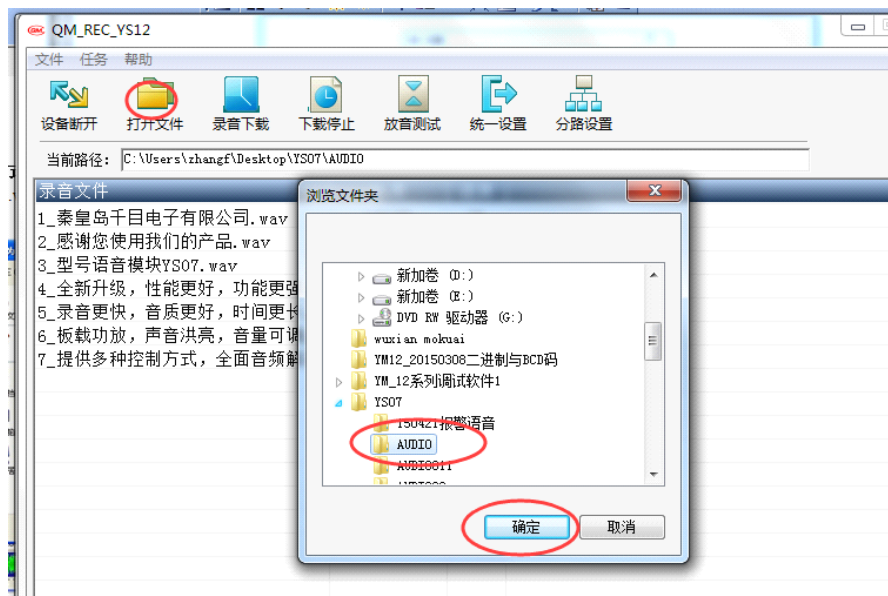 QM_REC_YS12
文件 任务 帮助
设备断开 打开文件 录音下载 下载停止 放音测试 统一设置 分路设置
当前路径: C:\Users\zhangf\Desktop\YS07\AUDIO
录音文件
1_秦皇岛千目电子有限公司.wav
2_感谢您使用我们的产品.wav
3_型号语音模块YS07.wav
4_全新升级，性能更好，功能更强
5_录音更快，音质更好，时间更长
6_板载功放，声音洪亮，音量可调
7_提供多种控制方式，全面音频解
浏览文件夹
新加卷 (D:)
新加卷 (E:)
DVD RW 驱动器 (G:)
wuxian mokuai
YM12_20150308二进制与BCD码
YM_12系列调试软件1
YS07
150421报警语音
AUDIO
AUDIO011
确定 取消